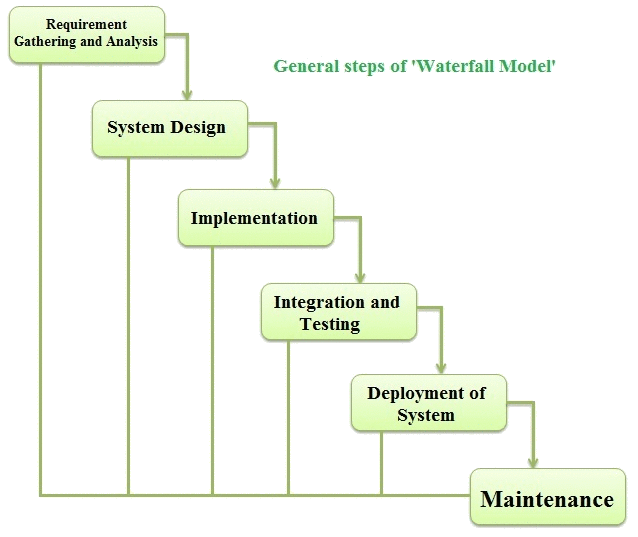 Requirement
Gathering and Analysis
General steps of 'Waterfall Model'
System Design
Implementation
Integration and
Testing
Deployment of
System
Maintenance